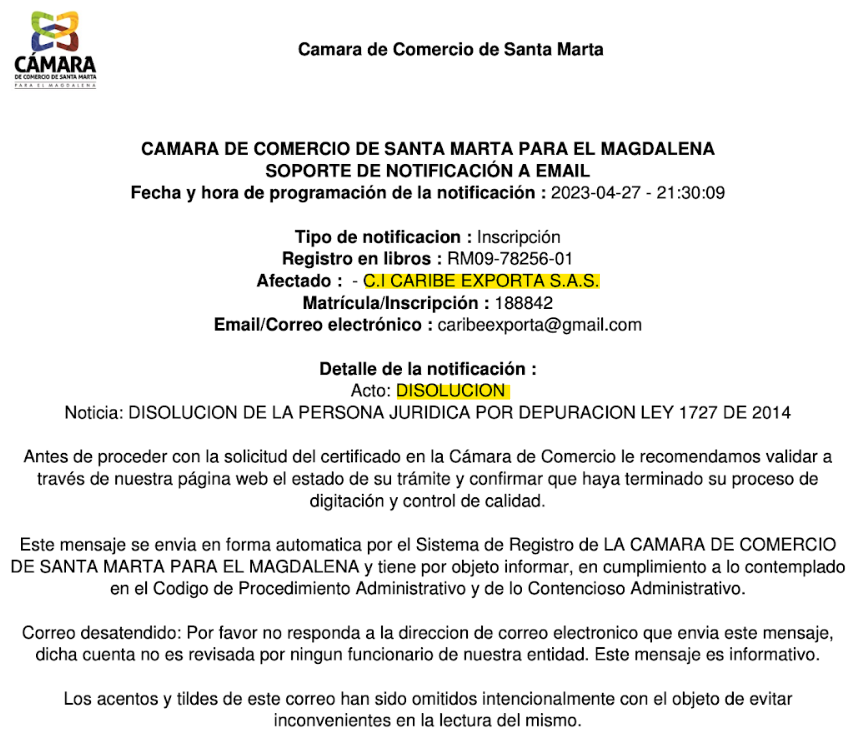 CÁMARA
DE COMERCIO DE SANTA MARTA
PARA EL MAGDALENA
Camara de Comercio de Santa Marta
CAMARA DE COMERCIO DE SANTA MARTA PARA EL MAGDALENA
SOPORTE DE NOTIFICACIÓN A EMAIL
Fecha y hora de programación de la notificación : 2023-04-27 - 21:30:09
Tipo de notificacion : Inscripción
Registro en libros : RM09-78256-01
Afectado : - C.I CARIBE EXPORTA S.A.S.
Matrícula/Inscripción : 188842
Email/Correo electrónico : caribeexporta@gmail.com
Detalle de la notificación :
Acto: DISOLUCION
Noticia: DISOLUCION DE LA PERSONA JURIDICA POR DEPURACION LEY 1727 DE 2014
Antes de proceder con la solicitud del certificado en la Cámara de Comercio le recomendamos validar a
través de nuestra página web el estado de su trámite y confirmar que haya terminado su proceso de
digitación y control de calidad.
Este mensaje se envia en forma automatica por el Sistema de Registro de LA CAMARA DE COMERCIO
DE SANTA MARTA PARA EL MAGDALENA y tiene por objeto informar, en cumplimiento a lo contemplado
en el Codigo de Procedimiento Administrativo y de lo Contencioso Administrativo.
Correo desatendido: Por favor no responda a la direccion de correo electronico que envia este mensaje,
dicha cuenta no es revisada por ningun funcionario de nuestra entidad. Este mensaje es informativo.
Los acentos y tildes de este correo han sido omitidos intencionalmente con el objeto de evitar
inconvenientes en la lectura del mismo.